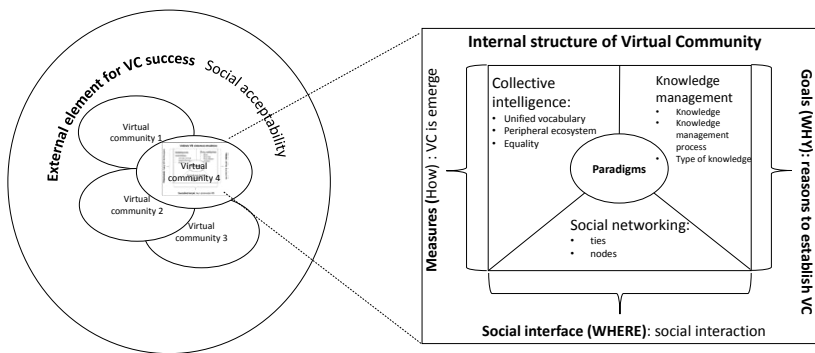 External element for VC success
Social acceptability
Virtual
community 1
Virtual
community 4
Virtual
community 2
Virtual
community 3
Internal structure of Virtual Community
Measures (How) : VC is emerge
Collective
intelligence:
• Unified vocabulary
• Peripheral ecosystem
• Equality
Knowledge
management
• Knowledge
• Knowledge
management
process
• Type of knowledge
Paradigms
Social networking:
• ties
• nodes
Goals (WHY): reasons to establish VC
Social interface (WHERE): social interaction